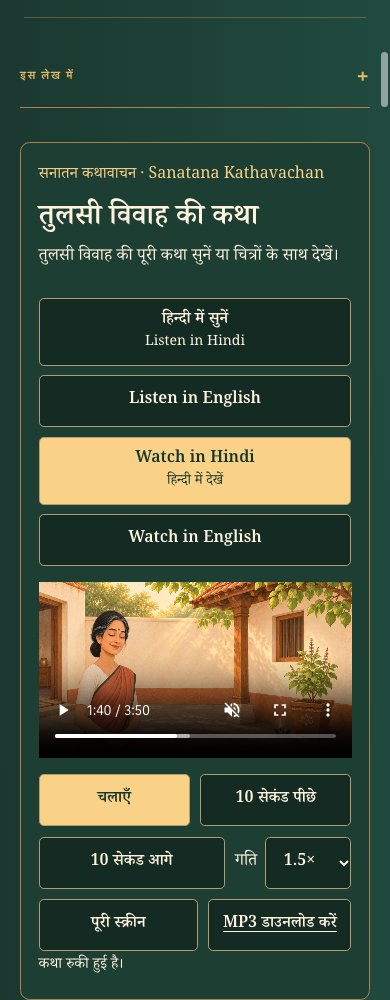 इस लेख में +
सनातन कथावाचन · Sanatana Kathavachan
तुलसी विवाह की कथा
तुलसी विवाह की पूरी कथा सुनें या चित्रों के साथ देखें।
हिन्दी में सुनें
Listen in Hindi
Listen in English
Watch in Hindi
हिन्दी में देखें
Watch in English
1:40 / 3:50
चलाएँ
10 सेकंड पीछे
10 सेकंड आगे
गति
1.5×
पूरी स्क्रीन
MP3 डाउनलोड करें
कथा रुकी हुई है।